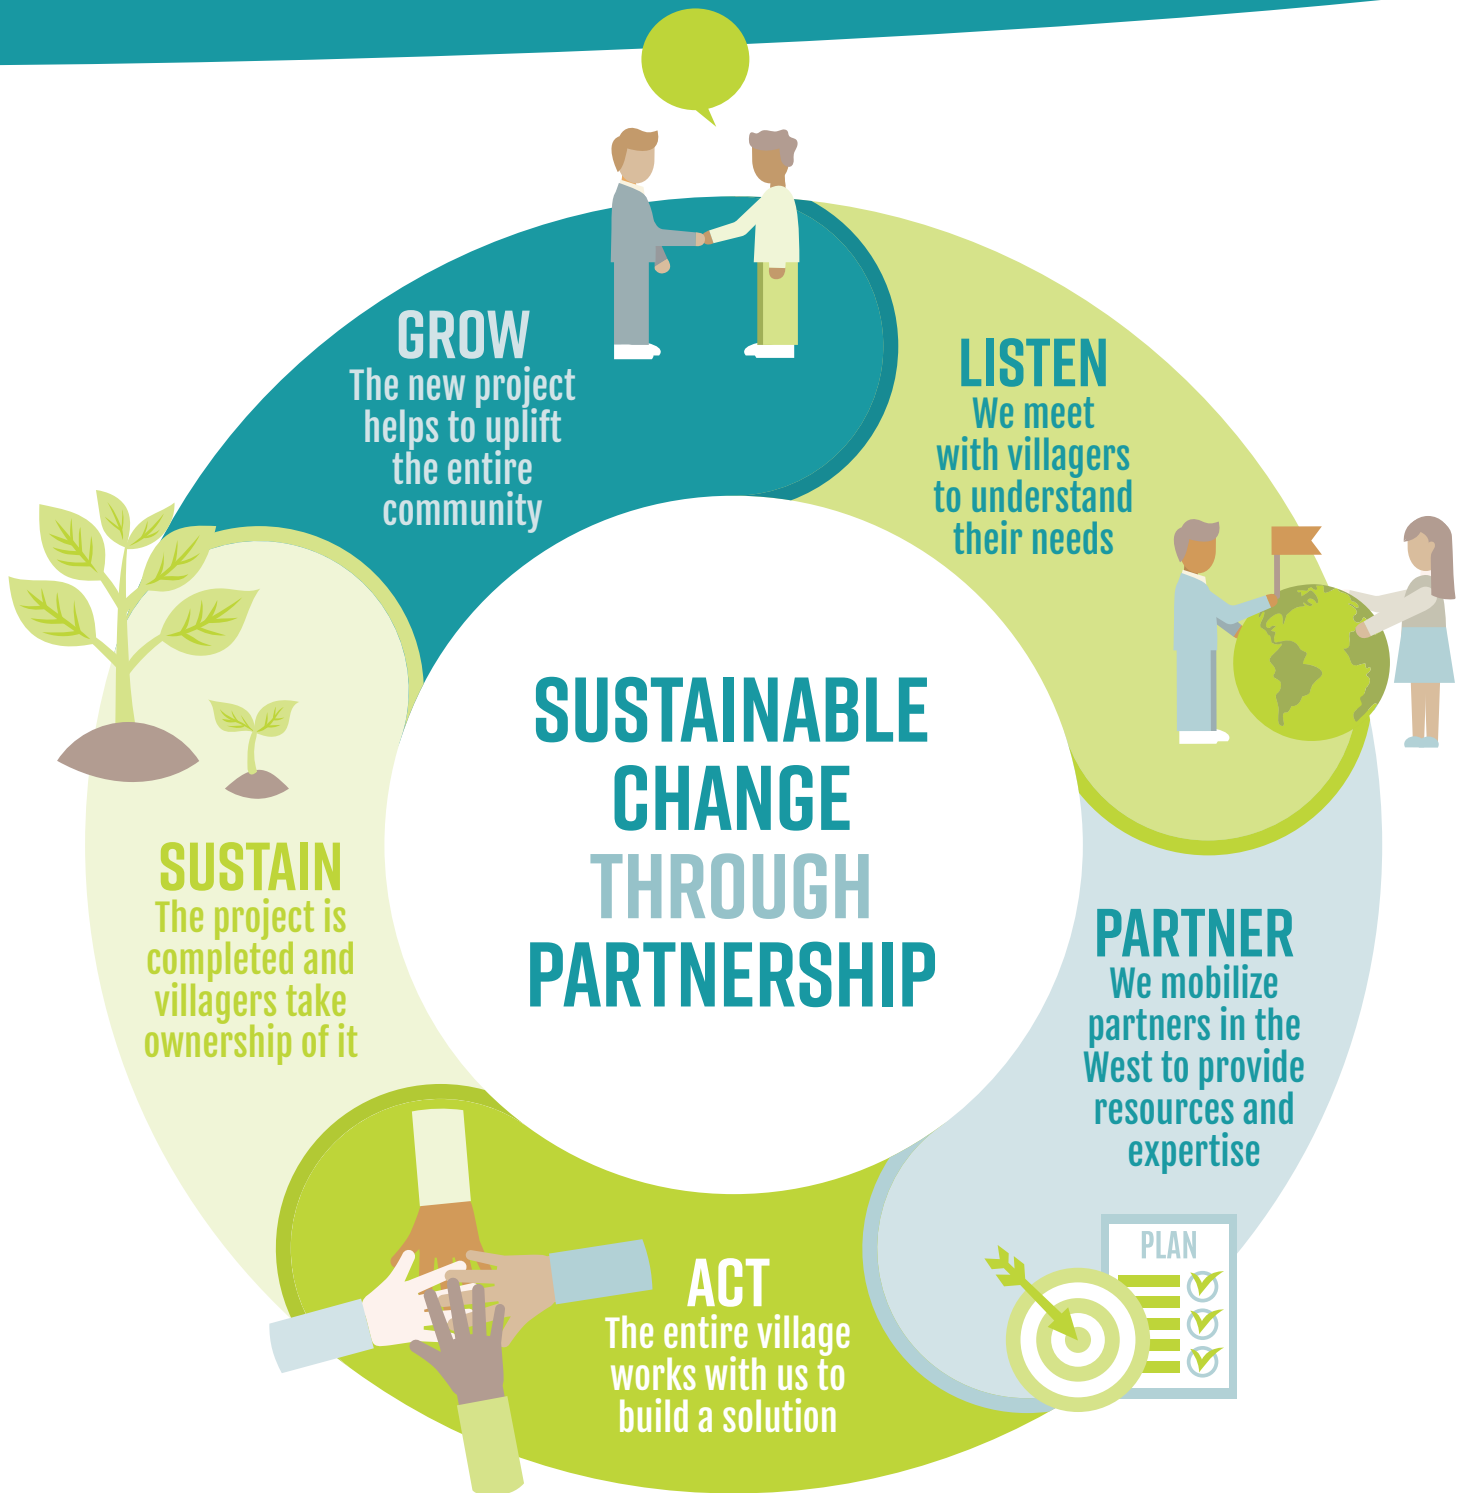 GROW
The new project
helps to uplift
the entire
community
LISTEN
We meet
with villagers
to understand
their needs
SUSTAINABLE
CHANGE
THROUGH
PARTNERSHIP
SUSTAIN
The project is
completed and
villagers take
ownership of it
PARTNER
We mobilize
partners in the
West to provide
resources and
expertise
PLAN
ACT
The entire village
works with us to
build a solution